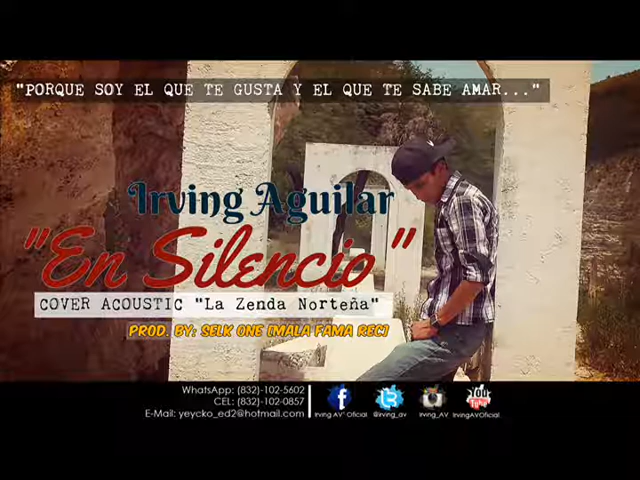 "PORQUE SOY EL QUE TE GUSTA Y EL QUE TE SABE AMAR..."
Irving Aguilar
"En Silencio"
COVER ACOUSTIC "La Zenda Norteña"
PROD. BY: SELK ONE [MALA FAMA REC]
WhatsApp: (832)-102-5602
CEL: (832)-102-0857
E-Mail: yeycko_ed2@hotmail.com
Irving AV' Oficial
@irving_av
Irving_AV
IrvingAVOficial
You Tube